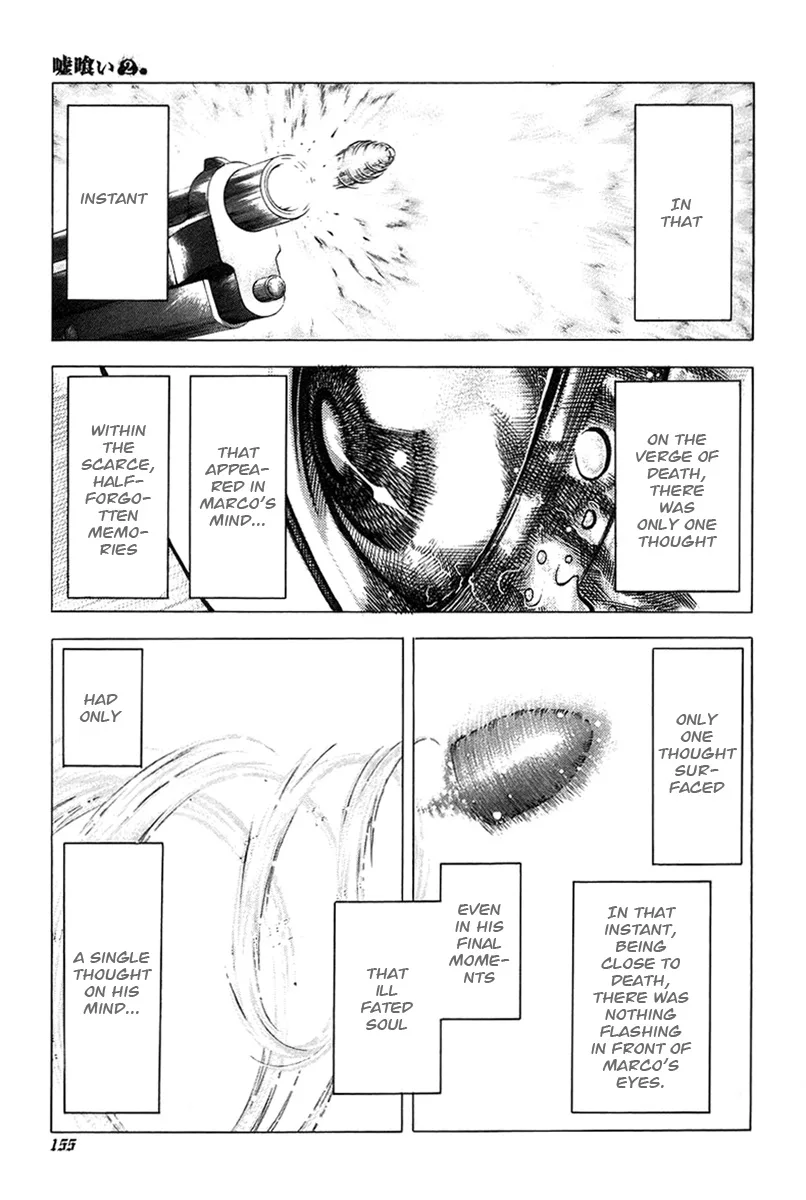 嘘喰い 2.
IN
THAT
INSTANT
ON THE
VERGE OF
DEATH,
THERE
WAS
ONLY ONE
THOUGHT
THAT
APPEA-
RED IN
MARCO'S
MIND...
WITHIN
THE
SCARCE,
HALF-
FORGO-
TTEN
MEMO-
RIES
ONLY
ONE
THOUGHT
SUR-
FACED
IN THAT
INSTANT,
BEING
CLOSE TO
DEATH,
THERE WAS
NOTHING
FLASHING
IN FRONT OF
MARCO'S
EYES.
EVEN
IN HIS
FINAL
MOME-
NTS
THAT
ILL
FATED
SOUL
HAD
ONLY
A SINGLE
THOUGHT
ON HIS
MIND...
155